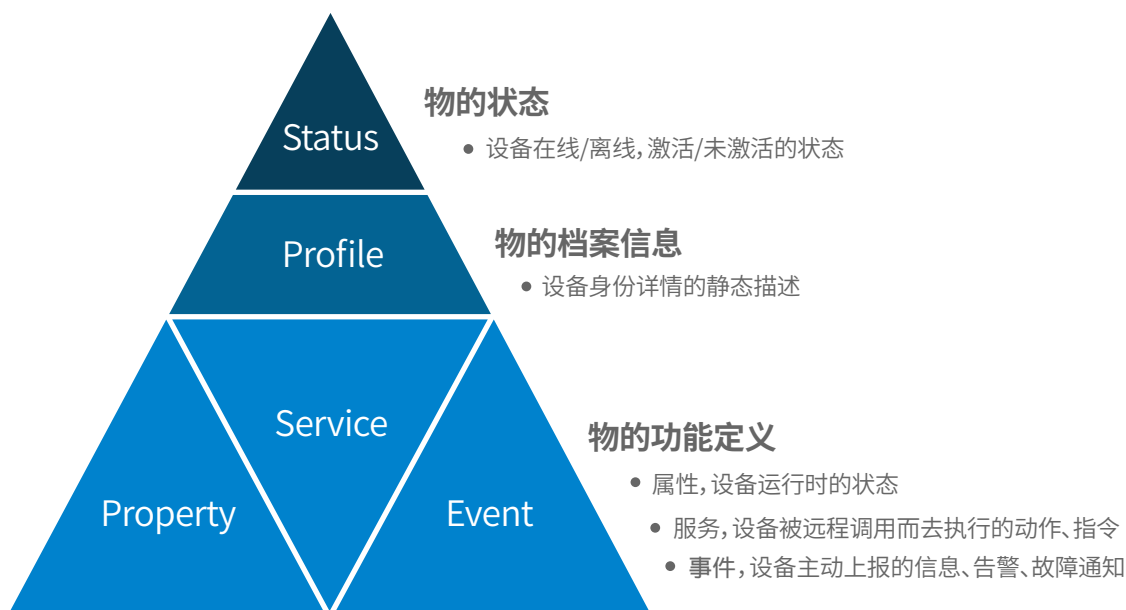 Status
物的状态
设备在线/离线，激活/未激活的状态
Profile
物的档案信息
设备身份详情的静态描述
Service
Property
Event
物的功能定义
属性，设备运行时的状态
服务，设备被远程调用而去执行的动作、指令
事件，设备主动上报的信息、告警、故障通知